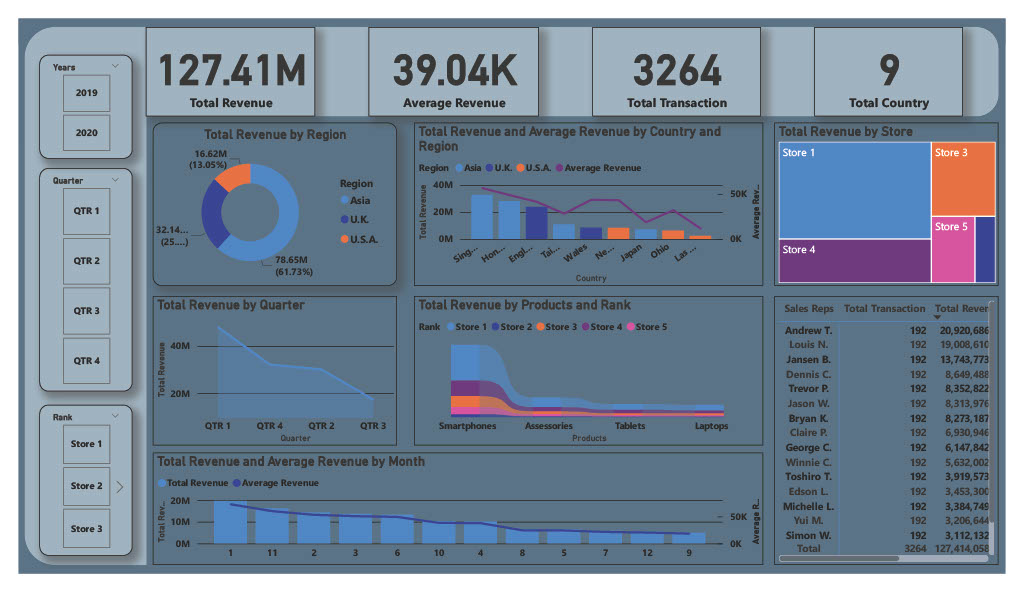 Years
2019
2020
Quarter
QTR 1
QTR 2
QTR 3
QTR 4
Rank
Store 1
Store 2
Store 3
127.41M
Total Revenue
39.04K
Average Revenue
3264
Total Transaction
9
Total Country
Total Revenue by Region
16.62M
(13.05%)
32.14...
(25....)
78.65M
(61.73%)
Region
Asia
U.K.
U.S.A.
Total Revenue and Average Revenue by Country and
Region
Region Asia U.K. U.S.A. Average Revenue
Total Revenue
40M
20M
0M
50K
0K
Average Rev...
Sing... Hon... Engl... Tai... Wales Ne... Japan Ohio Las ...
Country
Total Revenue by Store
Store 1
Store 3
Store 4
Store 5
Total Revenue by Quarter
Total Revenue
40M
20M
QTR 1 QTR 4 QTR 2 QTR 3
Quarter
Total Revenue by Products and Rank
Rank Store 1 Store 2 Store 3 Store 4 Store 5
Smartphones Assessories Tablets Laptops
Products
Sales Reps Total Transaction Total Reven
Andrew T. 192 20,920,686
Louis N. 192 19,008,610
Jansen B. 192 13,743,773
Dennis C. 192 8,649,488
Trevor P. 192 8,352,822
Jason W. 192 8,313,976
Bryan K. 192 8,273,187
Claire P. 192 6,930,946
George C. 192 6,147,842
Winnie C. 192 5,632,002
Toshiro T. 192 3,919,573
Edson L. 192 3,453,300
Michelle L. 192 3,384,749
Yui M. 192 3,206,644
Simon W. 192 3,112,132
Total 3264 127,414,058
Total Revenue and Average Revenue by Month
Total Revenue Average Revenue
Total Rev...
20M
10M
0M
50K
0K
Average R...
1 11 2 3 6 10 4 8 5 7 12 9